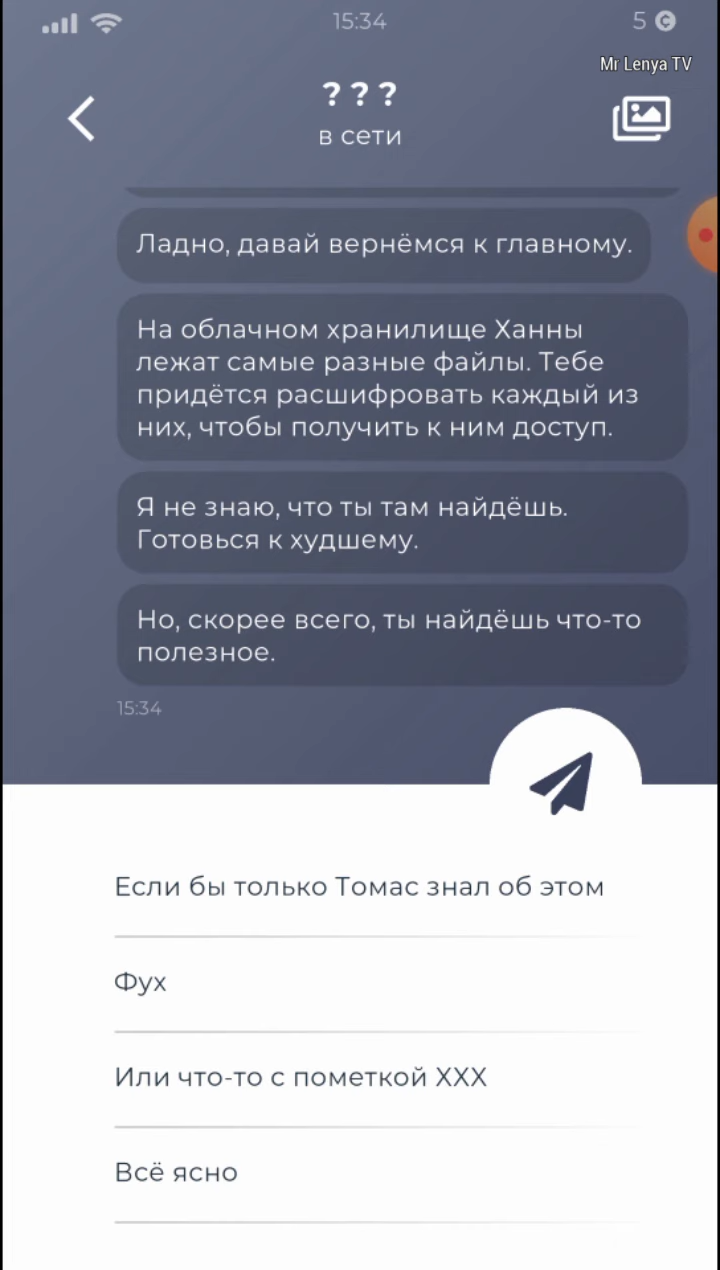 15:34
5
Mr Lenya TV
???
в сети
Ладно, давай вернёмся к главному.
На облачном хранилище Ханны
лежат самые разные файлы. Тебе
придётся расшифровать каждый из
них, чтобы получить к ним доступ.
Я не знаю, что ты там найдёшь.
Готовься к худшему.
Но, скорее всего, ты найдёшь что-то
полезное.
15:34
Если бы только Томас знал об этом
Фух
Или что-то с пометкой ХХХ
Всё ясно